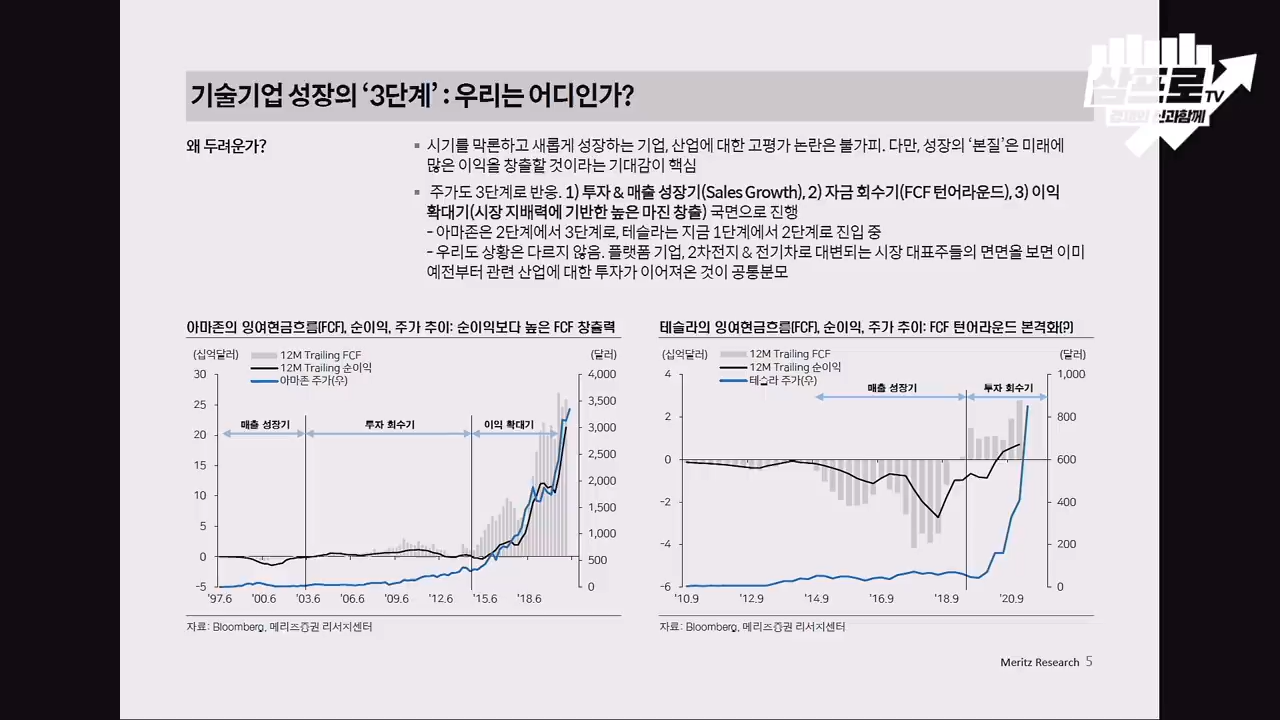 기술기업 성장의 ‘3단계’ : 우리는 어디인가?
삼프로TV
경제의 신과함께
왜 두려운가?
▪ 시기를 막론하고 새롭게 성장하는 기업, 산업에 대한 고평가 논란은 불가피. 다만, 성장의 ‘본질’은 미래에
많은 이익을 창출할 것이라는 기대감이 핵심
▪ 주가도 3단계로 반응. 1) 투자 & 매출 성장기(Sales Growth), 2) 자금 회수기(FCF 턴어라운드), 3) 이익
확대기(시장 지배력에 기반한 높은 마진 창출) 국면으로 진행
- 아마존은 2단계에서 3단계로, 테슬라는 지금 1단계에서 2단계로 진입 중
- 우리도 상황은 다르지 않음. 플랫폼 기업, 2차전지 & 전기차로 대변되는 시장 대표주들의 면면을 보면 이미
예전부터 관련 산업에 대한 투자가 이어져온 것이 공통분모
아마존의 잉여현금흐름(FCF), 순이익, 주가 추이: 순이익보다 높은 FCF 창출력
(십억달러)
(달러)
12M Trailing FCF
12M Trailing 순이익
아마존 주가(우)
매출 성장기
투자 회수기
이익 확대기
30
25
20
15
10
5
0
-5
4,000
3,500
3,000
2,500
2,000
1,500
1,000
500
0
'97.6 '00.6 '03.6 '06.6 '09.6 '12.6 '15.6 '18.6
자료: Bloomberg, 메리츠증권 리서치센터
테슬라의 잉여현금흐름(FCF), 순이익, 주가 추이: FCF 턴어라운드 본격화(?)
(십억달러)
(달러)
12M Trailing FCF
12M Trailing 순이익
테슬라 주가(우)
매출 성장기
투자 회수기
4
2
0
-2
-4
-6
1,000
800
600
400
200
0
'10.9 '12.9 '14.9 '16.9 '18.9 '20.9
자료: Bloomberg, 메리츠증권 리서치센터
Meritz Research 5